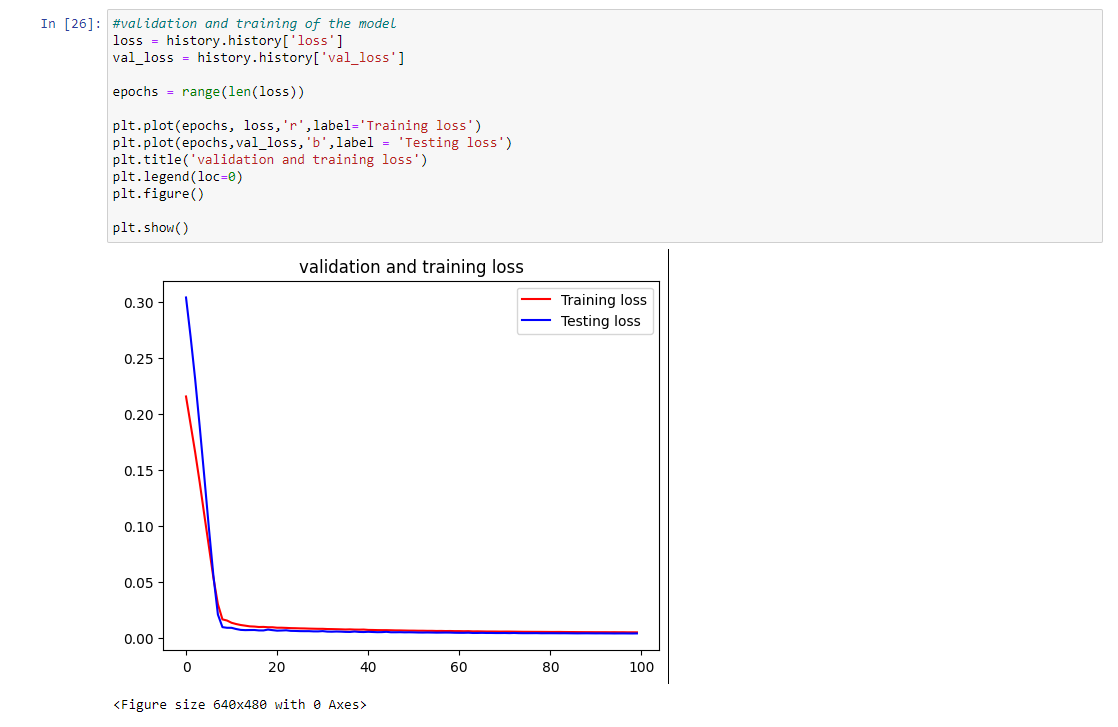 In [26]:
#validation and training of the model
loss = history.history['loss']
val_loss = history.history['val_loss']
epochs = range(len(loss))
plt.plot(epochs, loss,'r',label='Training loss')
plt.plot(epochs,val_loss,'b',label = 'Testing loss')
plt.title('validation and training loss')
plt.legend(loc=0)
plt.figure()
plt.show()
validation and training loss
Training loss
Testing loss
0.30
0.25
0.20
0.15
0.10
0.05
0.00
0 20 40 60 80 100
<Figure size 640x480 with 0 Axes>